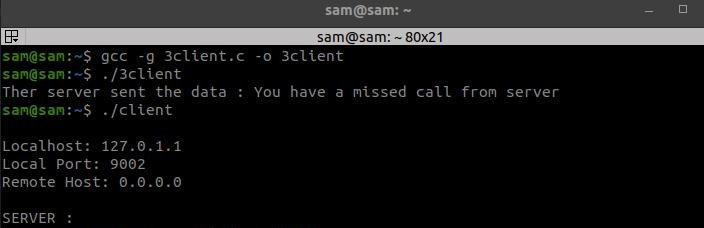 sam@sam: ~
sam@sam: ~ 80x21
sam@sam:~$ gcc -g 3client.c -o 3client
sam@sam:~$ ./3client
Ther server sent the data : You have a missed call from server
sam@sam:~$ ./client
Localhost: 127.0.1.1
Local Port: 9002
Remote Host: 0.0.0.0
SERVER :